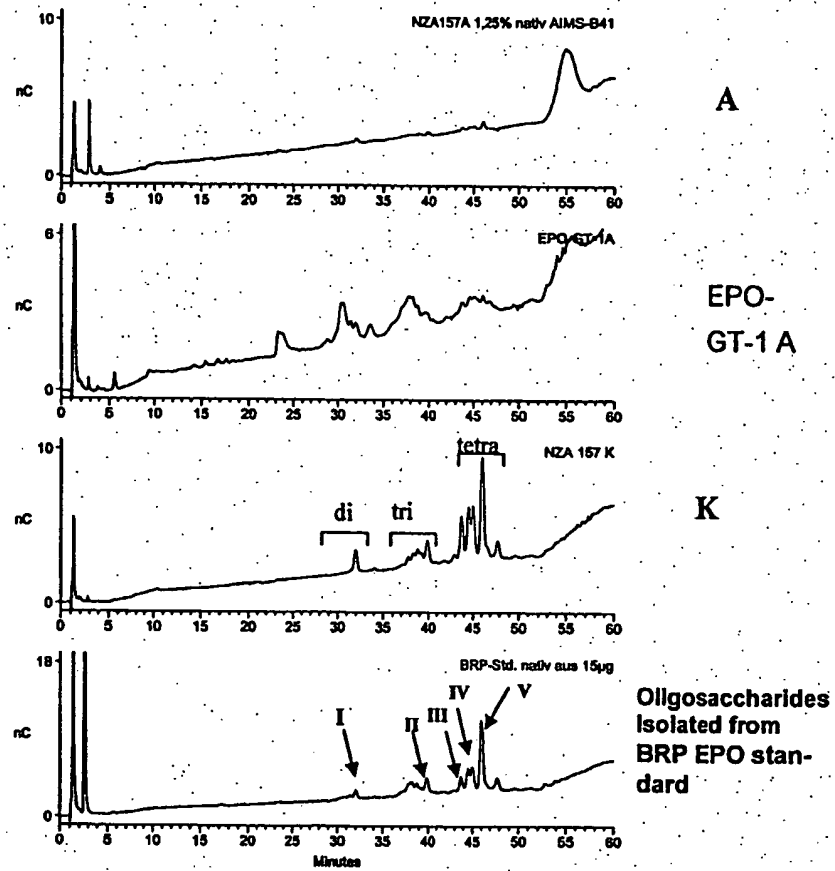 10
NZA157A 1,25% nativ AIMS-B41
nC
A
0
0 5 10 15 20 25 30 35 40 45 50 55 60
6
EPO-GT-1A
nC
EPO-
GT-1 A
0
0 5 10 15 20 25 30 35 40 45 50 55 60
10
tetra
NZA 157 K
di
tri
nC
K
0
0 5 10 15 20 25 30 35 40 45 50 55 60
18
BRP-Std. nativ aus 15µg
I
II
III
IV
V
nC
Oligosaccharides
isolated from
BRP EPO stan-
dard
0
0 5 10 15 20 25 30 35 40 45 50 55 60
Minutes